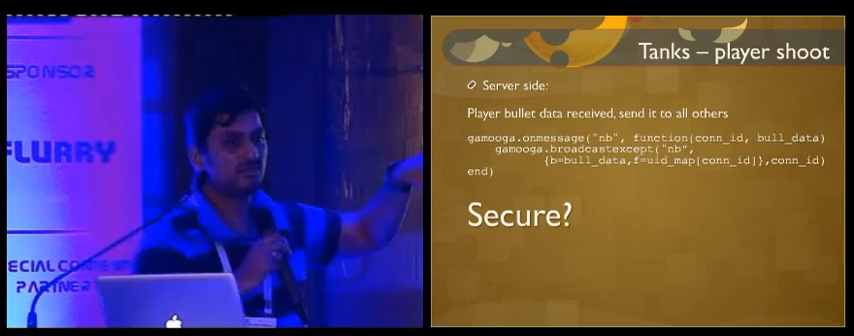 SPONSOR
FLURRY
ECIAL CONTENT
PARTNER
Tanks – player shoot
Server side:
Player bullet data received, send it to all others
gamooga.onmessage("nb", function(conn_id, bull_data)
gamooga.broadcastexcept("nb",
{b=bull_data,f=uid_map[conn_id]},conn_id)
end)
Secure?